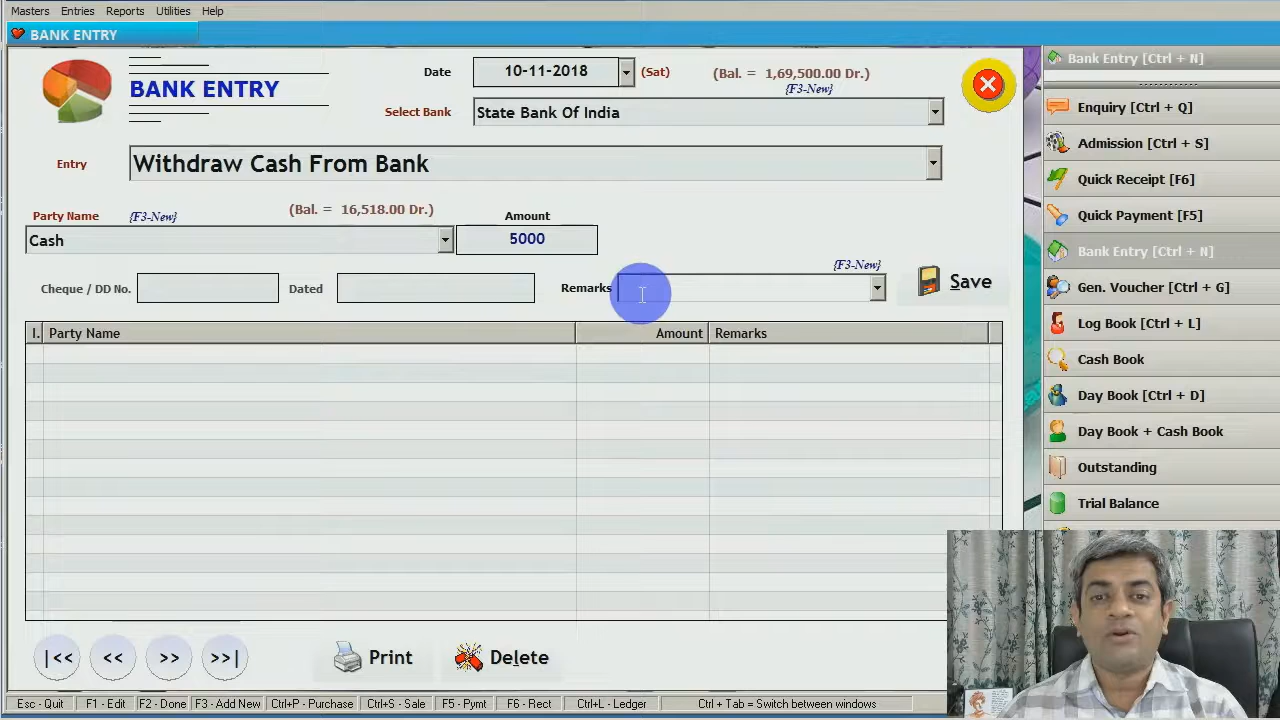 Masters Entries Reports Utilities Help
BANK ENTRY
BANK ENTRY
Date 10-11-2018 (Sat) (Bal. = 1,69,500.00 Dr.)
{F3-New}
Select Bank State Bank Of India
Entry Withdraw Cash From Bank
Party Name {F3-New} (Bal. = 16,518.00 Dr.) Amount
Cash 5000
{F3-New}
Cheque / DD No. Dated Remarks Save
I. Party Name Amount Remarks
|<< << >> >>| Print Delete
Esc - Quit F1 - Edit F2 - Done F3 - Add New Purchase Ctrl+S - Sale F5 - Pymt F6 - Ctrl+L - Ledger Ctrl + Tab = Switch between windows
Bank Entry [Ctrl + N]
Enquiry [Ctrl + Q]
Admission [Ctrl + S]
Quick Receipt [F6]
Quick Payment [F5]
Bank Entry [Ctrl + N]
Gen. Voucher [Ctrl + G]
Log Book [Ctrl + L]
Cash Book
Day Book [Ctrl + D]
Day Book + Cash Book
Outstanding
Trial Balance